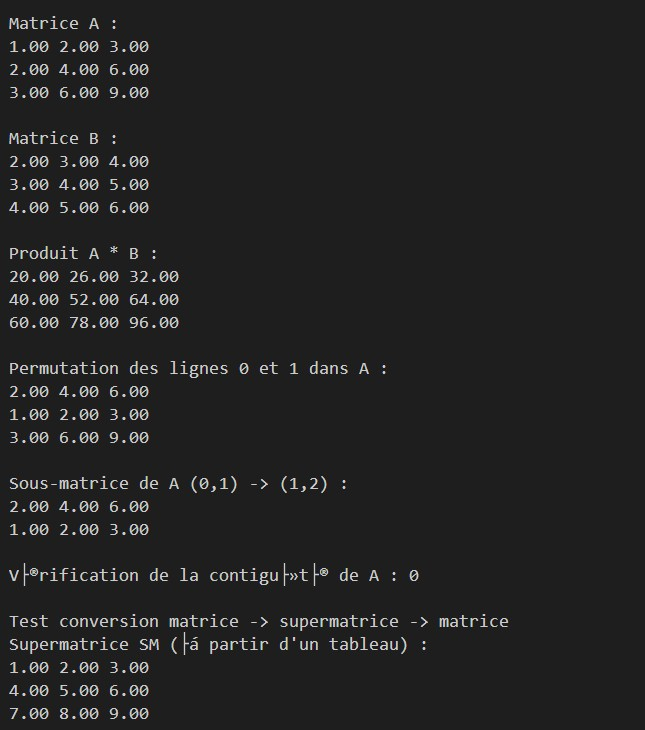 Matrice A :
1.00 2.00 3.00
2.00 4.00 6.00
3.00 6.00 9.00
Matrice B :
2.00 3.00 4.00
3.00 4.00 5.00
4.00 5.00 6.00
Produit A * B :
20.00 26.00 32.00
40.00 52.00 64.00
60.00 78.00 96.00
Permutation des lignes 0 et 1 dans A :
2.00 4.00 6.00
1.00 2.00 3.00
3.00 6.00 9.00
Sous-matrice de A (0,1) -> (1,2) :
2.00 4.00 6.00
1.00 2.00 3.00
V├®rification de la contigu├»t├® de A : 0
Test conversion matrice -> supermatrice -> matrice
Supermatrice SM (├á partir d'un tableau) :
1.00 2.00 3.00
4.00 5.00 6.00
7.00 8.00 9.00